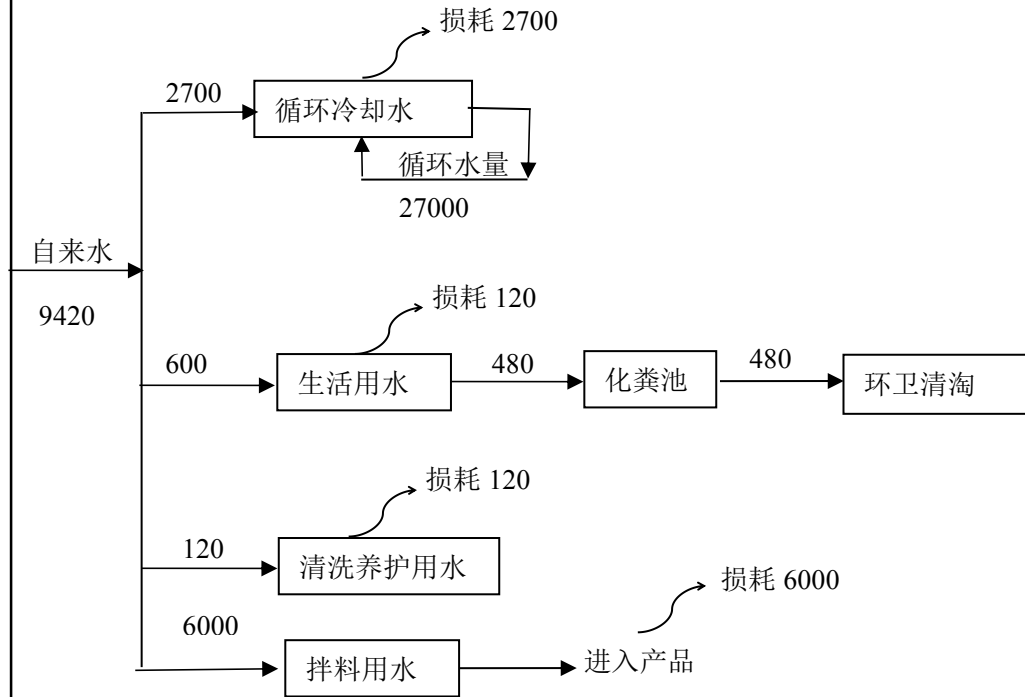 损耗 2700
2700
循环冷却水
循环水量
27000
自来水
9420
损耗 120
600
生活用水
480
化粪池
480
环卫清淘
损耗 120
120
清洗养护用水
损耗 6000
6000
拌料用水
进入产品